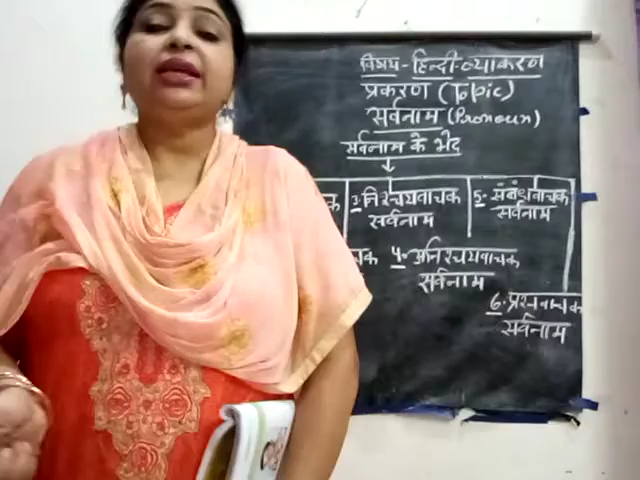 विषय-हिन्दी-व्याकरण
प्रकरण (Topic)
सर्वनाम (Pronoun)
सर्वनाम के भेद
3. निश्चयवाचक
सर्वनाम
5. संबंधवाचक
सर्वनाम
4. अनिश्चयवाचक
सर्वनाम
6. प्रश्नवाचक
सर्वनाम